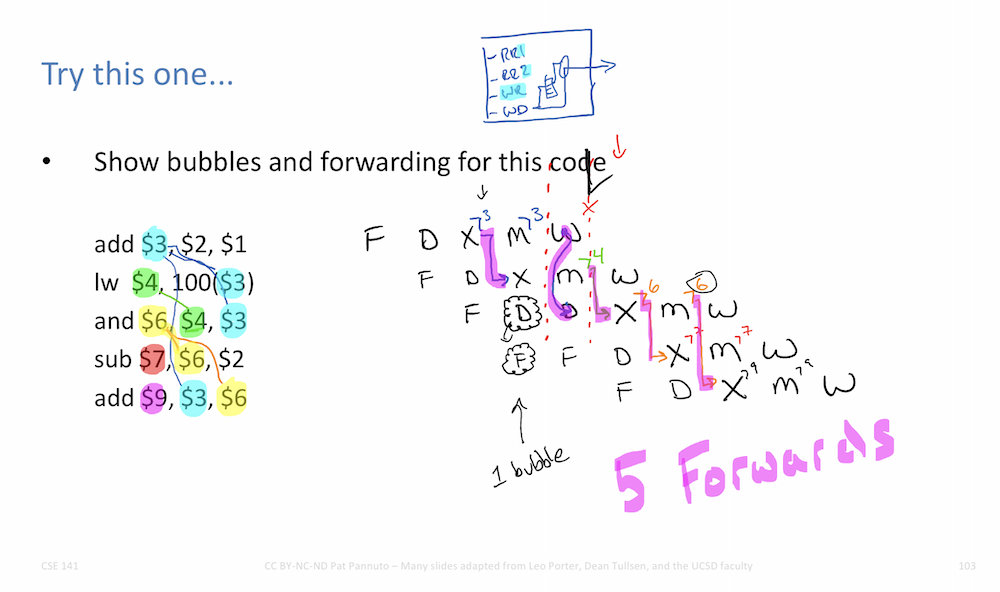 Try this one...
- RR1
- RR2
- WR
- WD
• Show bubbles and forwarding for this code
add $3, $2, $1
lw $4, 100($3)
and $6, $4, $3
sub $7, $6, $2
add $9, $3, $6
F D X 3 M 3 W
F D X M 4 W
F D D X 6 M 6 W
F F D X 7 M 7 W
F D X 9 M 9 W
1 bubble
5 Forwards
CSE 141
CC BY-NC-ND Pat Pannuto – Many slides adapted from Leo Porter, Dean Tullsen, and the UCSD faculty
103